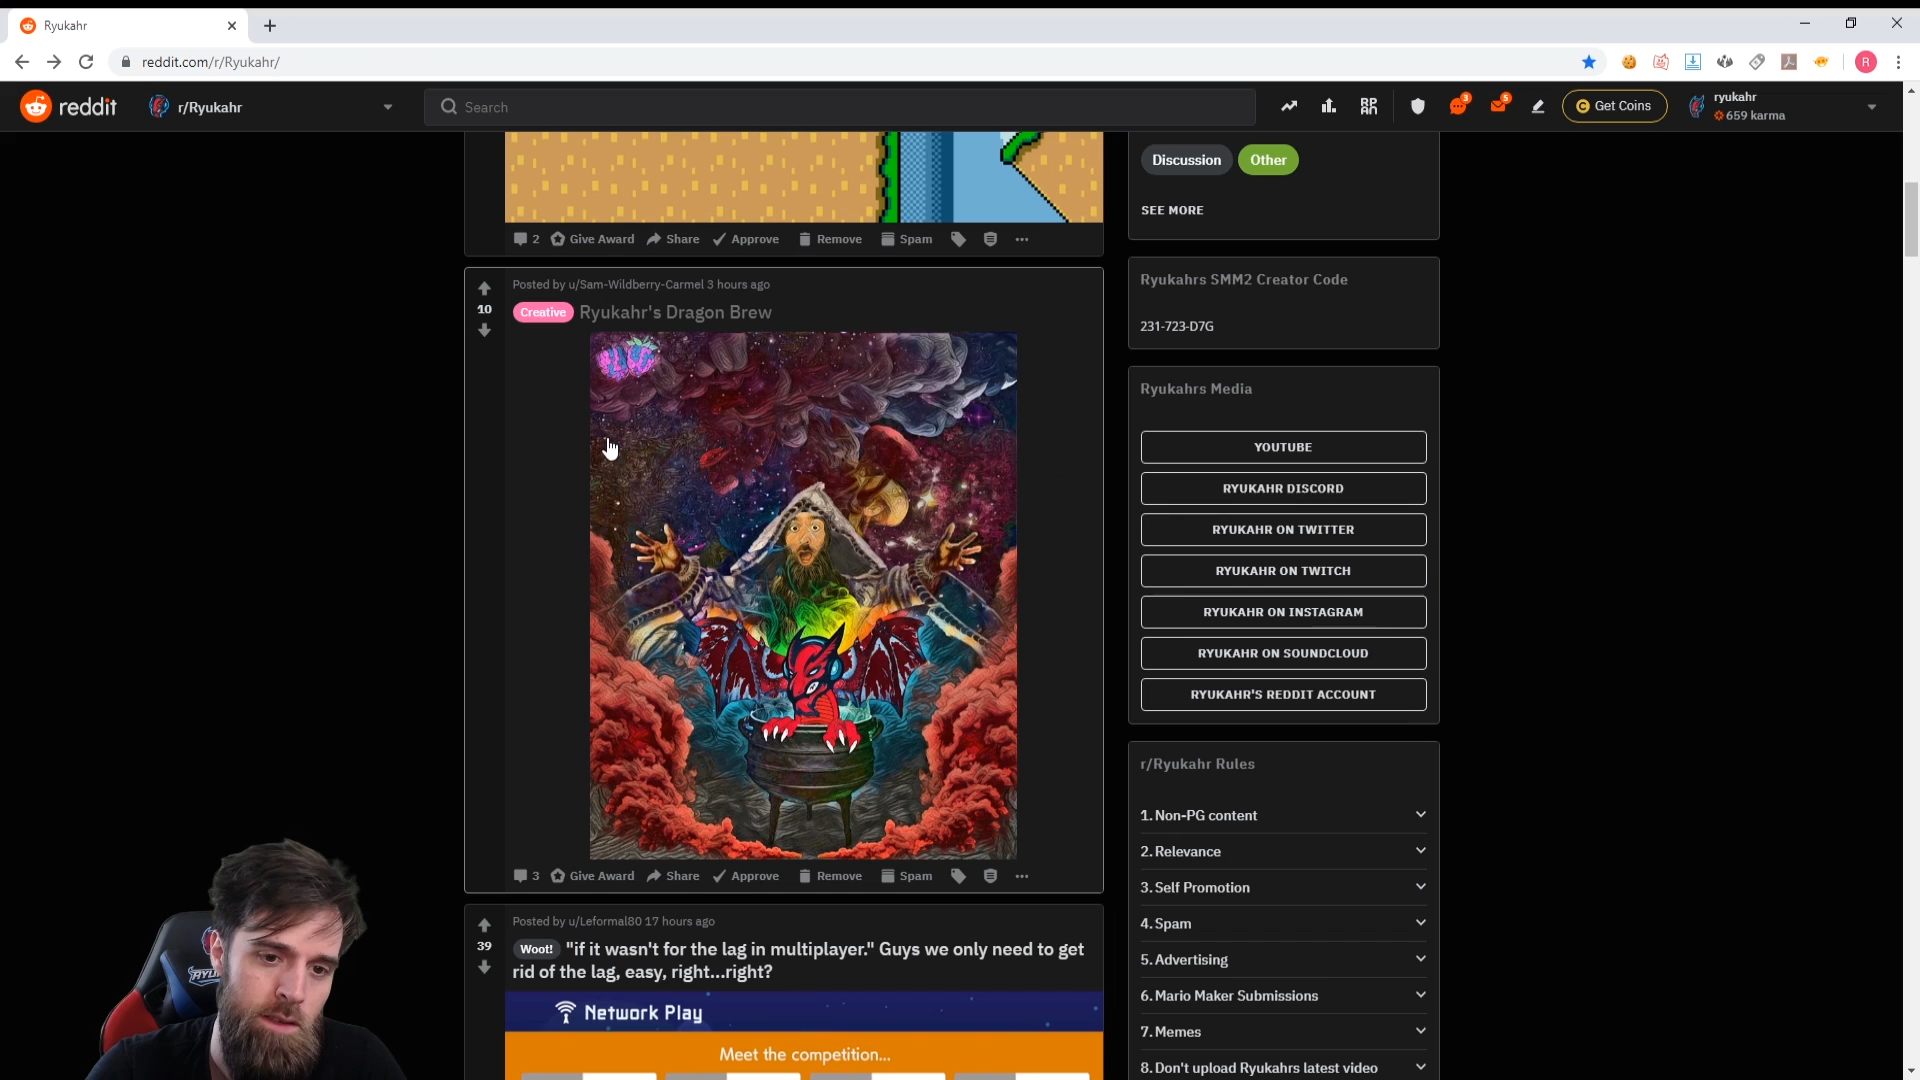 Ryukahr
reddit.com/r/Ryukahr/
R
reddit
r/Ryukahr
Search
3
5
Get Coins
ryukahr
659 karma
Discussion
Other
SEE MORE
2 Give Award Share Approve Remove Spam
Ryukahrs SMM2 Creator Code
231-723-D7G
Posted by u/Sam-Wildberry-Carmel 3 hours ago
10
Creative Ryukahr's Dragon Brew
3 Give Award Share Approve Remove Spam
Ryukahrs Media
YOUTUBE
RYUKAHR DISCORD
RYUKAHR ON TWITTER
RYUKAHR ON TWITCH
RYUKAHR ON INSTAGRAM
RYUKAHR ON SOUNDCLOUD
RYUKAHR'S REDDIT ACCOUNT
r/Ryukahr Rules
1. Non-PG content
2. Relevance
3. Self Promotion
4. Spam
5. Advertising
6. Mario Maker Submissions
7. Memes
8. Don't upload Ryukahrs latest video
Posted by u/Leformal80 17 hours ago
39
Woot! "if it wasn't for the lag in multiplayer." Guys we only need to get
rid of the lag, easy, right...right?
Network Play
Meet the competition...